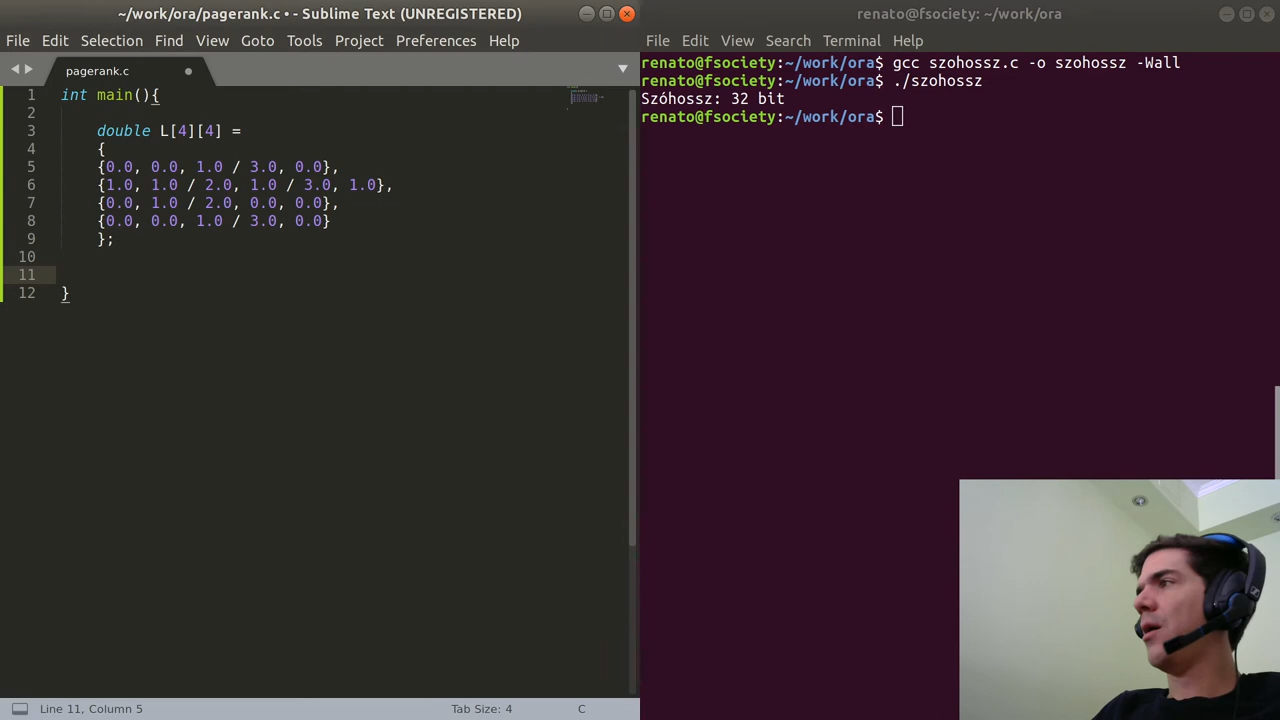 ~/work/ora/pagerank.c • - Sublime Text (UNREGISTERED)
File Edit Selection Find View Goto Tools Project Preferences Help
pagerank.c
1 int main(){
2
3 double L[4][4] =
4 {
5 {0.0, 0.0, 1.0 / 3.0, 0.0},
6 {1.0, 1.0 / 2.0, 1.0 / 3.0, 1.0},
7 {0.0, 1.0 / 2.0, 0.0, 0.0},
8 {0.0, 0.0, 1.0 / 3.0, 0.0}
9 };
10
11
12 }
Line 11, Column 5 Tab Size: 4 C
renato@fsociety: ~/work/ora
File Edit View Search Terminal Help
renato@fsociety:~/work/ora$ gcc szohossz.c -o szohossz -Wall
renato@fsociety:~/work/ora$ ./szohossz
Szóhossz: 32 bit
renato@fsociety:~/work/ora$